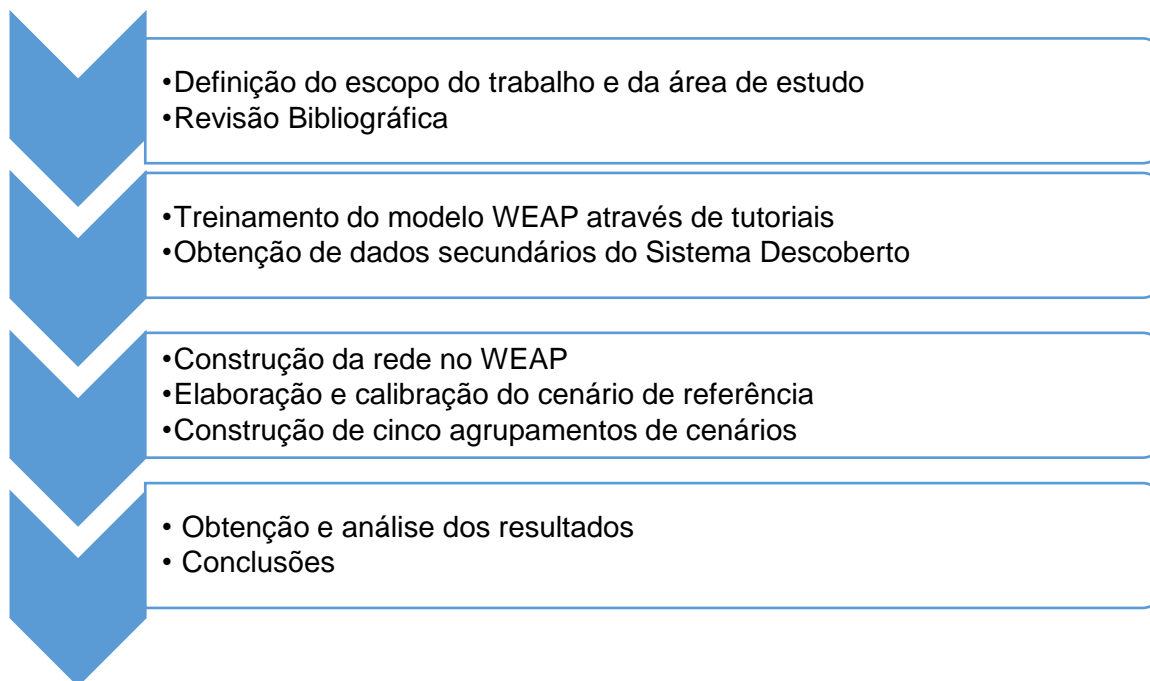 •Definição do escopo do trabalho e da área de estudo
•Revisão Bibliográfica
•Treinamento do modelo WEAP através de tutoriais
•Obtenção de dados secundários do Sistema Descoberto
•Construção da rede no WEAP
•Elaboração e calibração do cenário de referência
•Construção de cinco agrupamentos de cenários
• Obtenção e análise dos resultados
• Conclusões